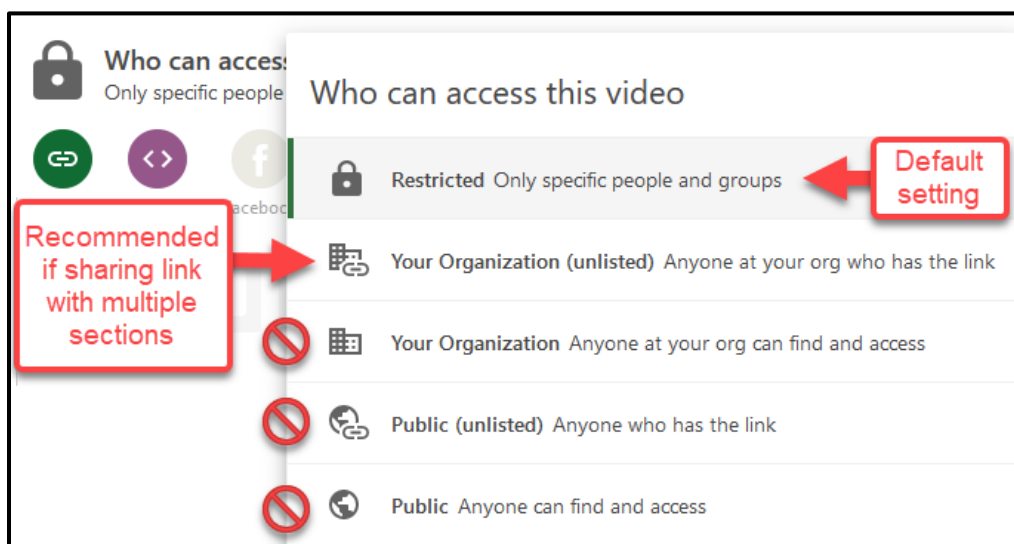 Who can access
Only specific people
acebook
Who can access this video
Restricted Only specific people and groups
Default
setting
Recommended
if sharing link
with multiple
sections
Your Organization (unlisted) Anyone at your org who has the link
Your Organization Anyone at your org can find and access
Public (unlisted) Anyone who has the link
Public Anyone can find and access